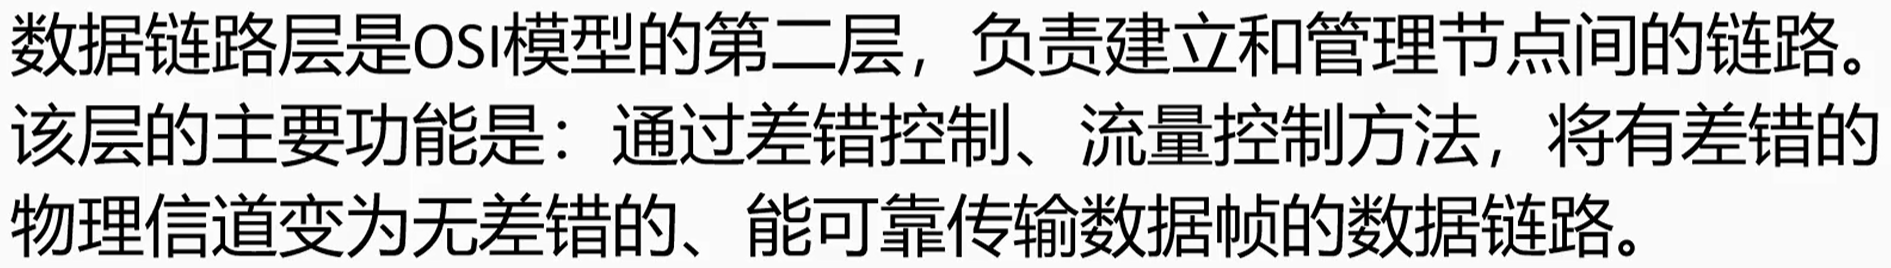 数据链路层是OSI模型的第二层，负责建立和管理节点间的链路。
该层的主要功能是：通过差错控制、流量控制方法，将有差错的
物理信道变为无差错的、能可靠传输数据帧的数据链路。